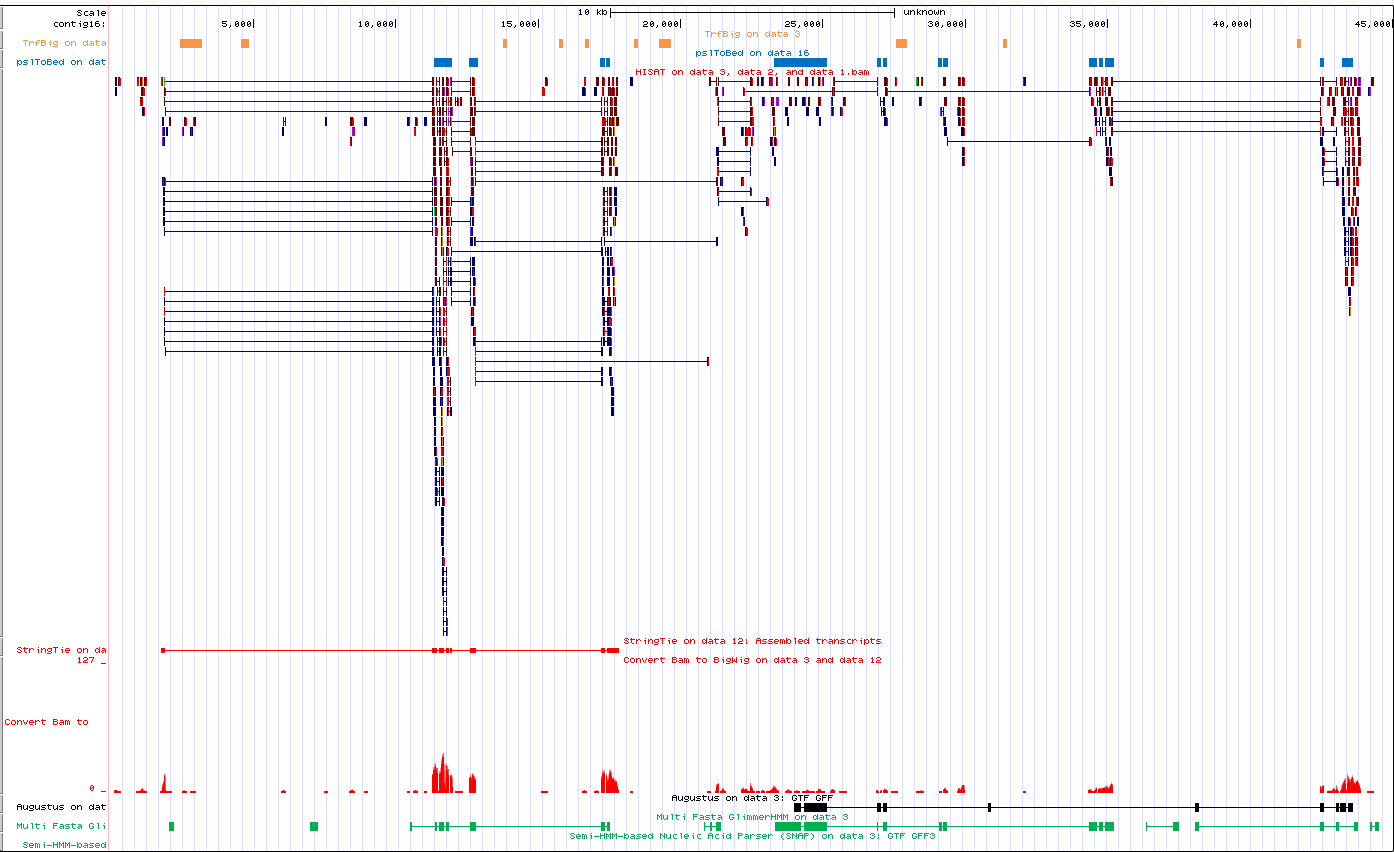 Scale 10 kb unknown
contig16: 5,000 10,000 15,000 20,000 25,000 30,000 35,000 40,000 45,000
TrfBig on data 3
TrfBig on data
pslToBed on data 16
pslToBed on dat
HISAT on data 3, data 2, and data 1.bam
StringTie on data 12: Assembled transcripts
StringTie on da
127 _ Convert Bam to BigWig on data 3 and data 12
Convert Bam to
0 _
Augustus on data 3: GTF GFF
Augustus on dat
Multi Fasta GlimmerHMM on data 3
Multi Fasta Gli
Semi-HMM-based Nucleic Acid Parser (SNAP) on data 3: GTF GFF3
Semi-HMM-based